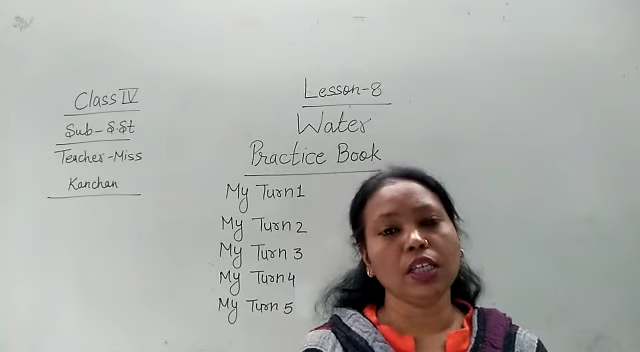 Class IV
Sub - S.St
Teacher - Miss
Kanchan
Lesson-8
Water
Practice Book
My Turn 1
My Turn 2
My Turn 3
My Turn 4
My Turn 5